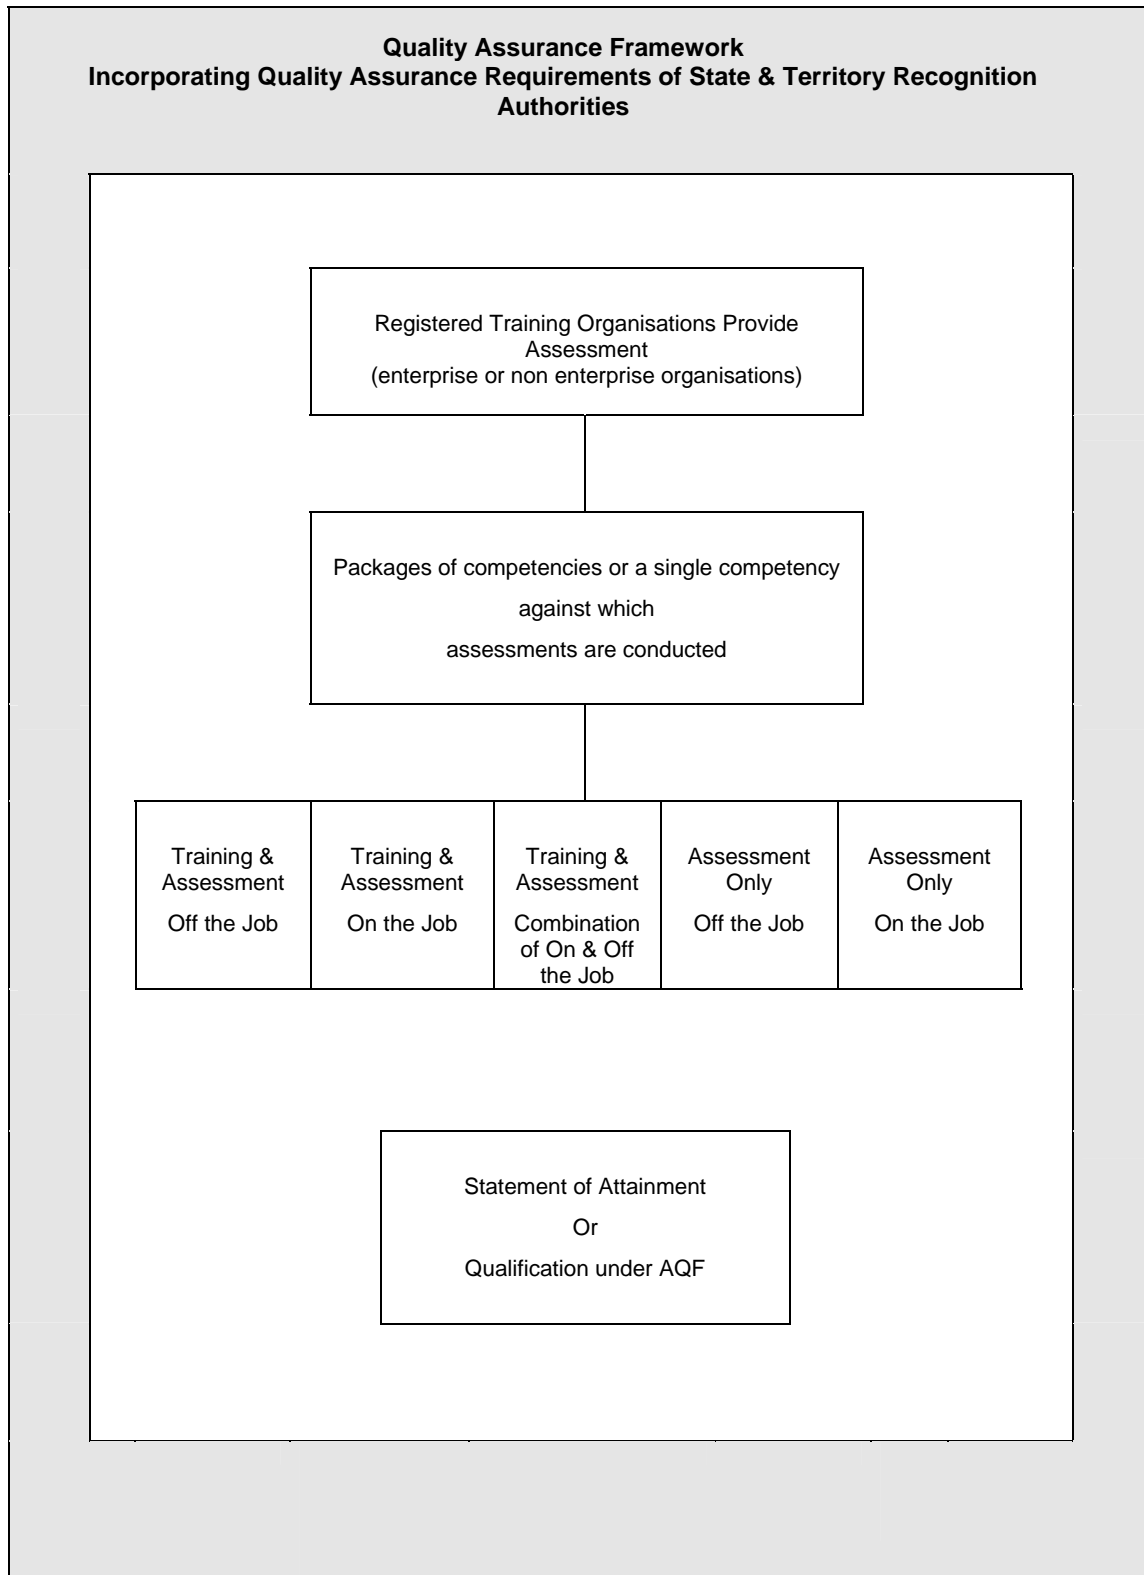 Quality Assurance Framework
Incorporating Quality Assurance Requirements of State & Territory Recognition
Authorities
Registered Training Organisations Provide
Assessment
(enterprise or non enterprise organisations)
Packages of competencies or a single competency
against which
assessments are conducted
Training &
Assessment
Off the Job
Training &
Assessment
On the Job
Training &
Assessment
Combination
of On & Off
the Job
Assessment
Only
Off the Job
Assessment
Only
On the Job
Statement of Attainment
Or
Qualification under AQF